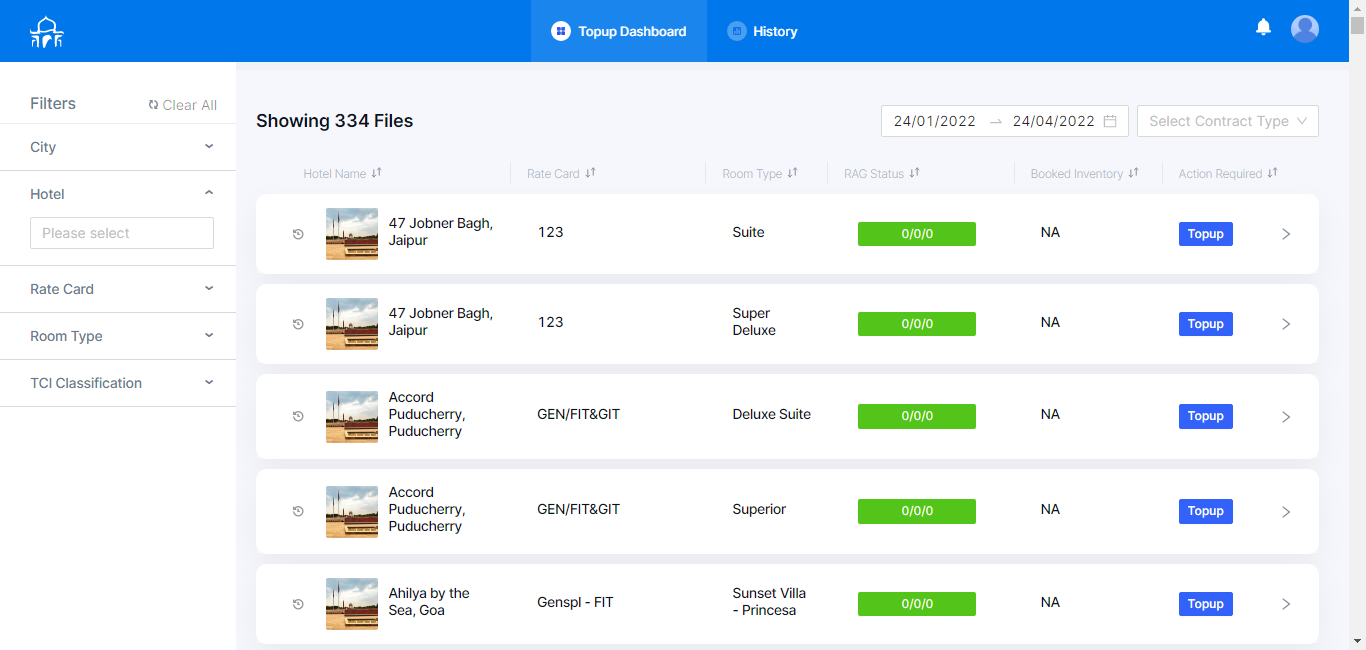 Topup Dashboard
History
Filters
Clear All
City
Hotel
Please select
Rate Card
Room Type
TCI Classification
Showing 334 Files
24/01/2022
24/04/2022
Select Contract Type
Hotel Name
Rate Card
Room Type
RAG Status
Booked Inventory
Action Required
47 Jobner Bagh,
Jaipur
123
Suite
0/0/0
NA
Topup
47 Jobner Bagh,
Jaipur
123
Super
Deluxe
0/0/0
NA
Topup
Accord
Puducherry,
Puducherry
GEN/FIT&GIT
Deluxe Suite
0/0/0
NA
Topup
Accord
Puducherry,
Puducherry
GEN/FIT&GIT
Superior
0/0/0
NA
Topup
Ahilya by the
Sea, Goa
Genspl - FIT
Sunset Villa
- Princesa
0/0/0
NA
Topup